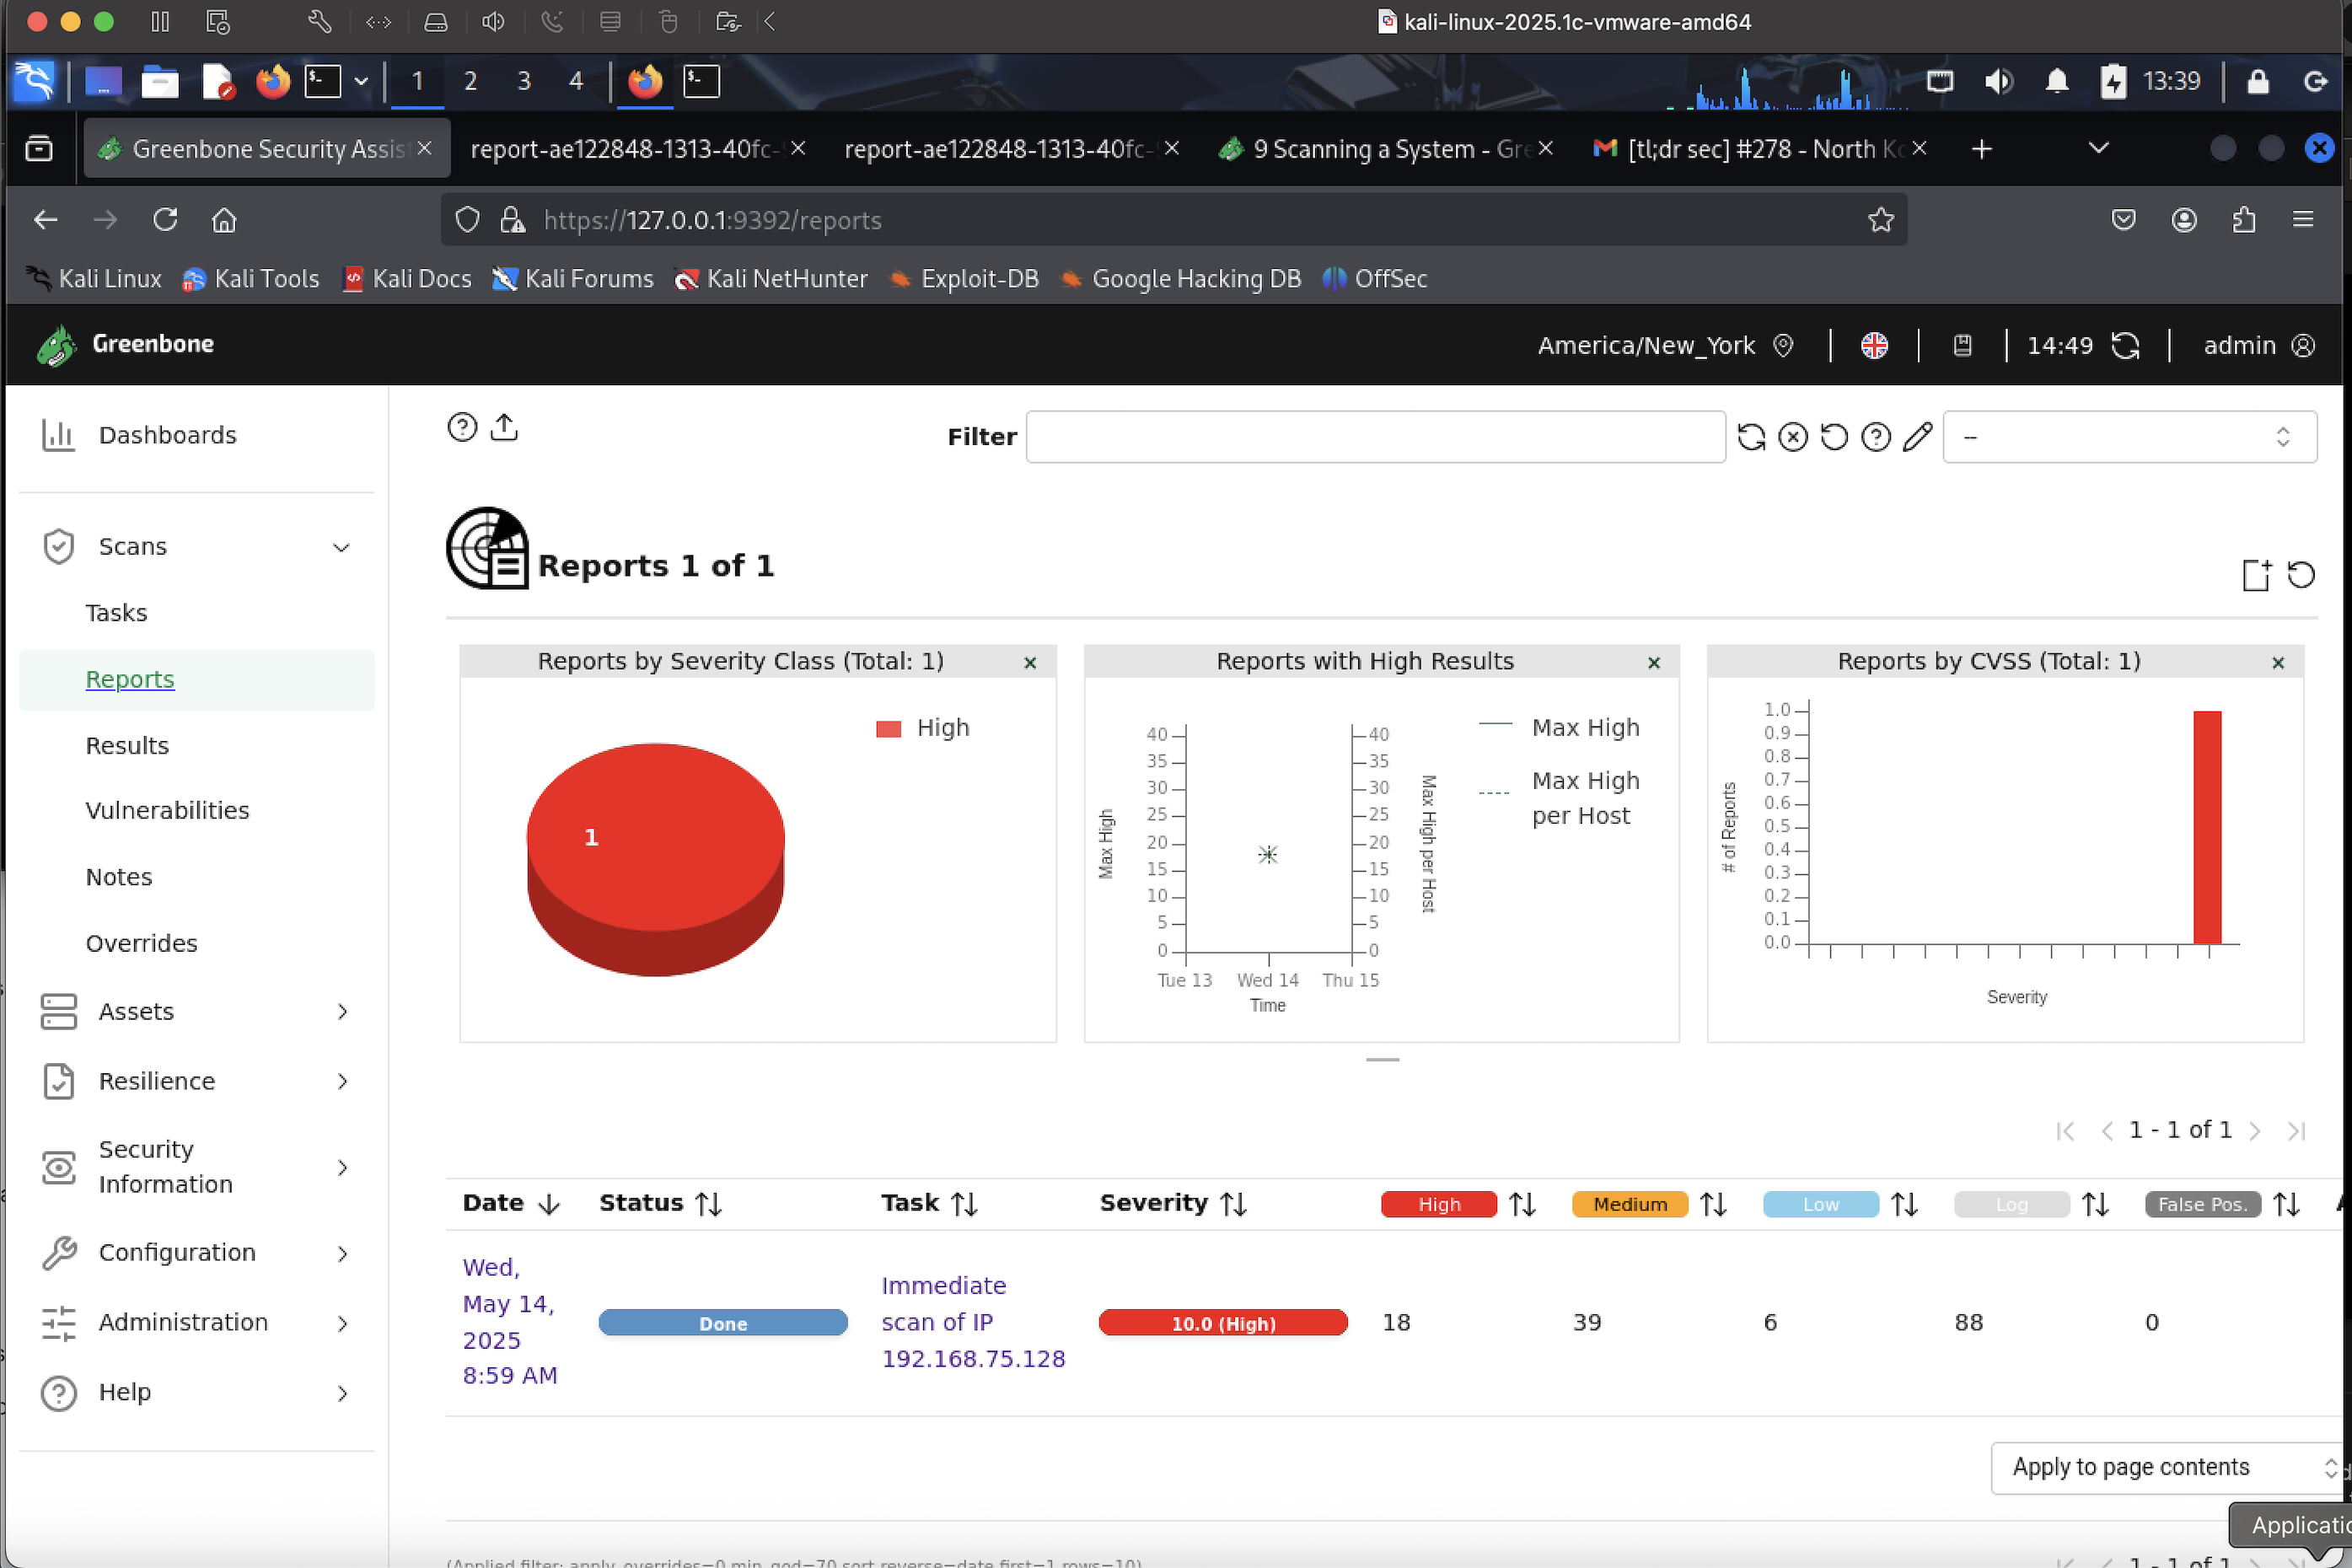 kali-linux-2025.1c-vmware-amd64
1 2 3 4
13:39
Greenbone Security Assis
report-ae122848-1313-40fc-
report-ae122848-1313-40fc-
9 Scanning a System - Gre
[tl;dr sec] #278 - North Ko
https://127.0.0.1:9392/reports
Kali Linux Kali Tools Kali Docs Kali Forums Kali NetHunter Exploit-DB Google Hacking DB OffSec
Greenbone
America/New_York
14:49
admin
Dashboards
Scans
Tasks
Reports
Results
Vulnerabilities
Notes
Overrides
Assets
Resilience
Security
Information
Configuration
Administration
Help
Filter
--
Reports 1 of 1
Reports by Severity Class (Total: 1)
High
1
Reports with High Results
Max High
Max High
per Host
40
35
30
25
20
15
10
5
0
Max High
40
35
30
25
20
15
10
5
0
Max High per Host
Tue 13 Wed 14 Thu 15
Time
Reports by CVSS (Total: 1)
1.0
0.9
0.8
0.7
0.6
0.5
0.4
0.3
0.2
0.1
0.0
# of Reports
Severity
1 - 1 of 1
Date Status Task Severity High Medium Low Log False Pos.
Wed,
May 14,
2025
8:59 AM
Done
Immediate
scan of IP
192.168.75.128
10.0 (High)
18 39 6 88 0
Apply to page contents
Applicatio
(Applied filter: apply_overrides=0 min_qod=70 sort-reverse=date first=1 rows=10)
1 - 1 of 1